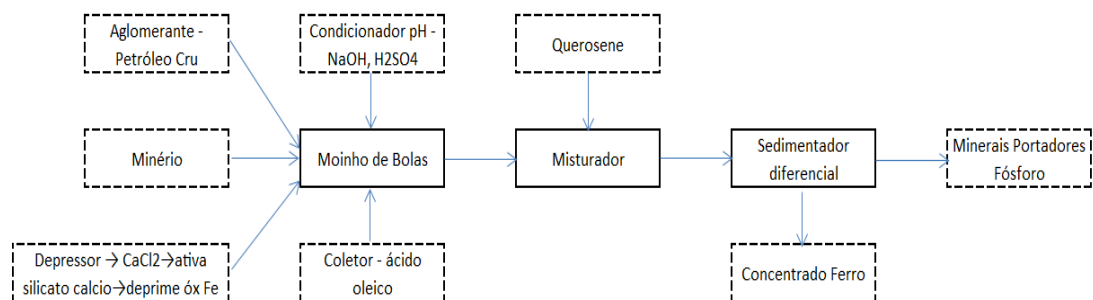 Aglomerante -
Petróleo Cru
Condicionador pH -
NaOH, H2SO4
Querosene
Minério
Moinho de Bolas
Misturador
Sedimentador
diferencial
Minerais Portadores
Fósforo
Depressor → CaCl2→ativa
silicato calcio→deprime óx Fe
Coletor - ácido
oleico
Concentrado Ferro